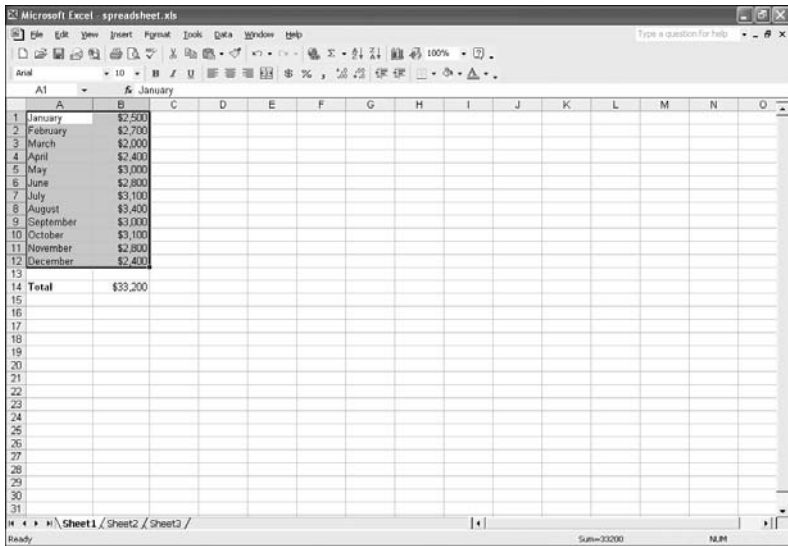 Microsoft Excel - spreadsheet.xls
File Edit View Insert Format Tools Data Window Help Type a question for help
100%
Arial 10 B I U $ % ,
A1 fx January
A B C D E F G H I J K L M N O
1 January $2,500
2 February $2,700
3 March $2,000
4 April $2,400
5 May $3,000
6 June $2,800
7 July $3,100
8 August $3,400
9 September $3,000
10 October $3,100
11 November $2,800
12 December $2,400
13
14 Total $33,200
15
16
17
18
19
20
21
22
23
24
25
26
27
28
29
30
31
Sheet1 / Sheet2 / Sheet3 /
Ready Sum=33200 NUM